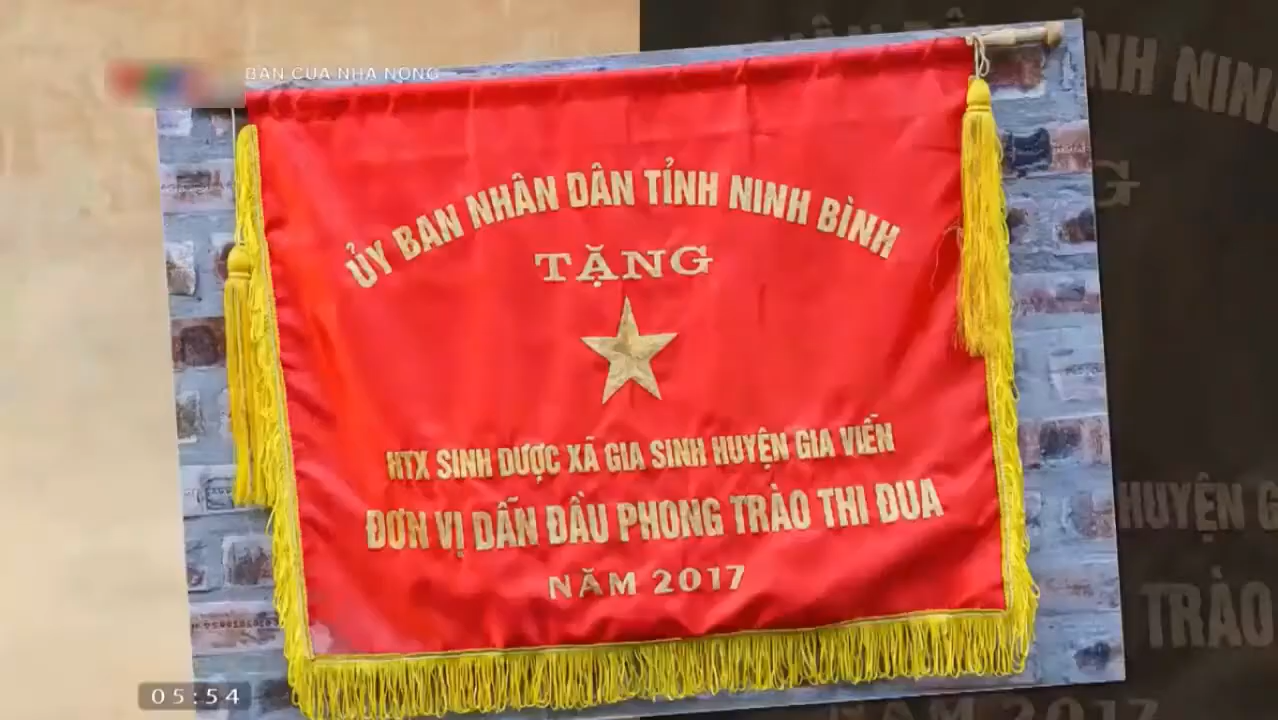 BẠN CỦA NHÀ NÔNG
ỦY BAN NHÂN DÂN TỈNH NINH BÌNH
TẶNG
HTX SINH DƯỢC XÃ GIA SINH HUYỆN GIA VIỄN
ĐƠN VỊ DẪN ĐẦU PHONG TRÀO THI ĐUA
NĂM 2017
05:54